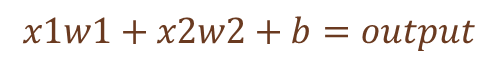 x1w1 + x2w2 + b = output